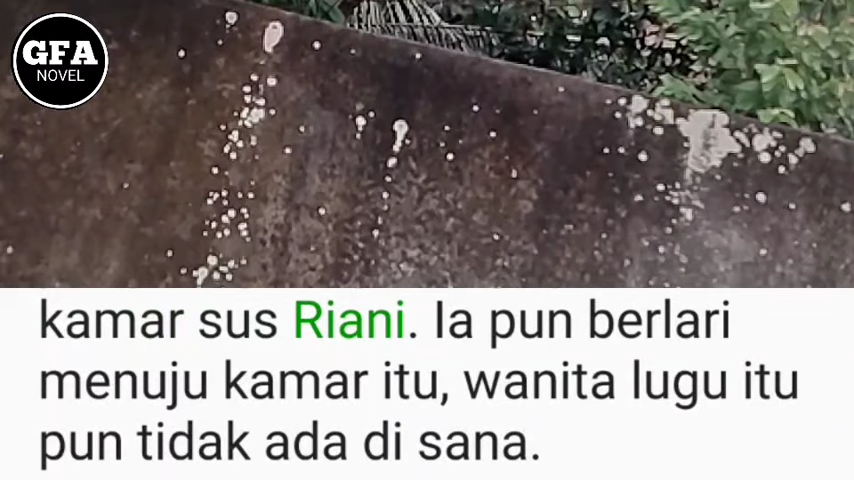 GFA
NOVEL
kamar sus Riani. Ia pun berlari
menuju kamar itu, wanita lugu itu
pun tidak ada di sana.